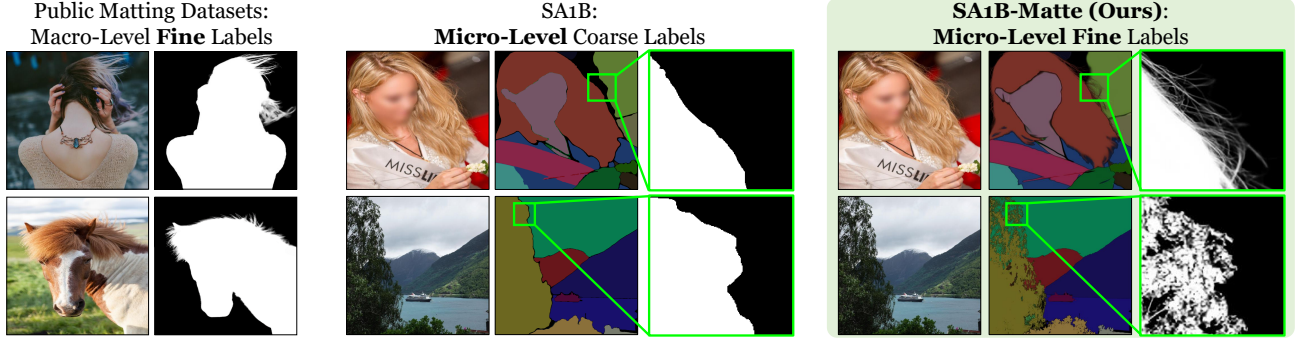 Public Matting Datasets:
Macro-Level Fine Labels
SA1B:
Micro-Level Coarse Labels
SA1B-Matte (Ours):
Micro-Level Fine Labels
MISS
MISS